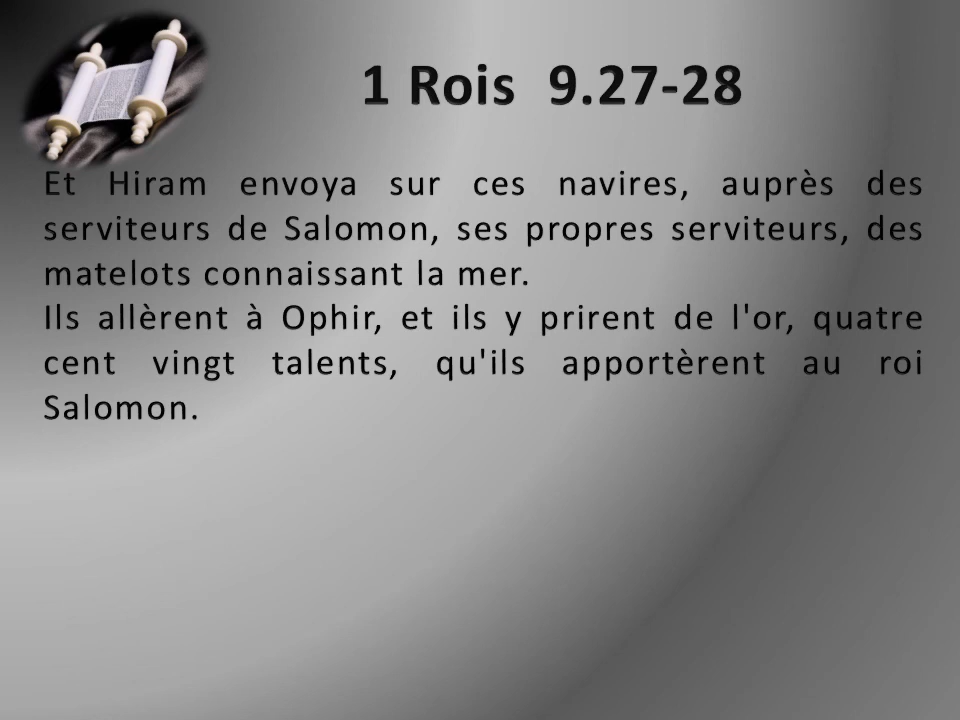 1 Rois 9.27-28
Et Hiram envoya sur ces navires, auprès des
serviteurs de Salomon, ses propres serviteurs, des
matelots connaissant la mer.
Ils allèrent à Ophir, et ils y prirent de l'or, quatre
cent vingt talents, qu'ils apportèrent au roi
Salomon.